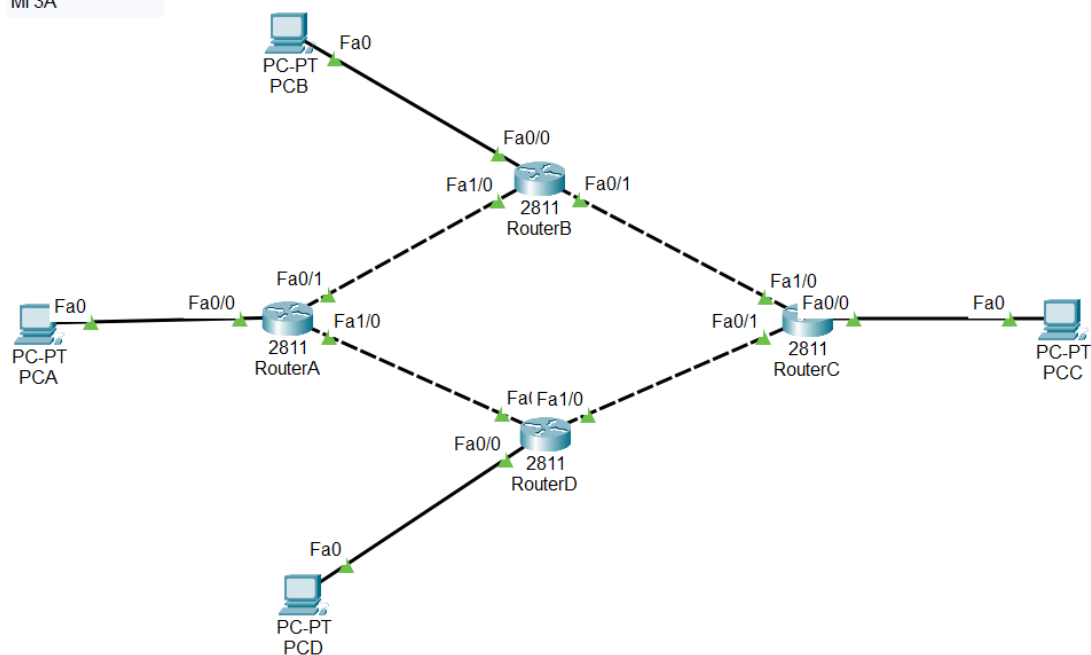 Fa0
PC-PT
PCB
Fa0/0
Fa1/0
Fa0/1
2811
RouterB
Fa0/1
Fa1/0
Fa0
Fa0/0
Fa0/0
Fa0
Fa1/0
Fa0/1
PC-PT
PCA
2811
RouterA
2811
RouterC
PC-PT
PCC
Fa1/0
Fa0/0
2811
RouterD
Fa0
PC-PT
PCD